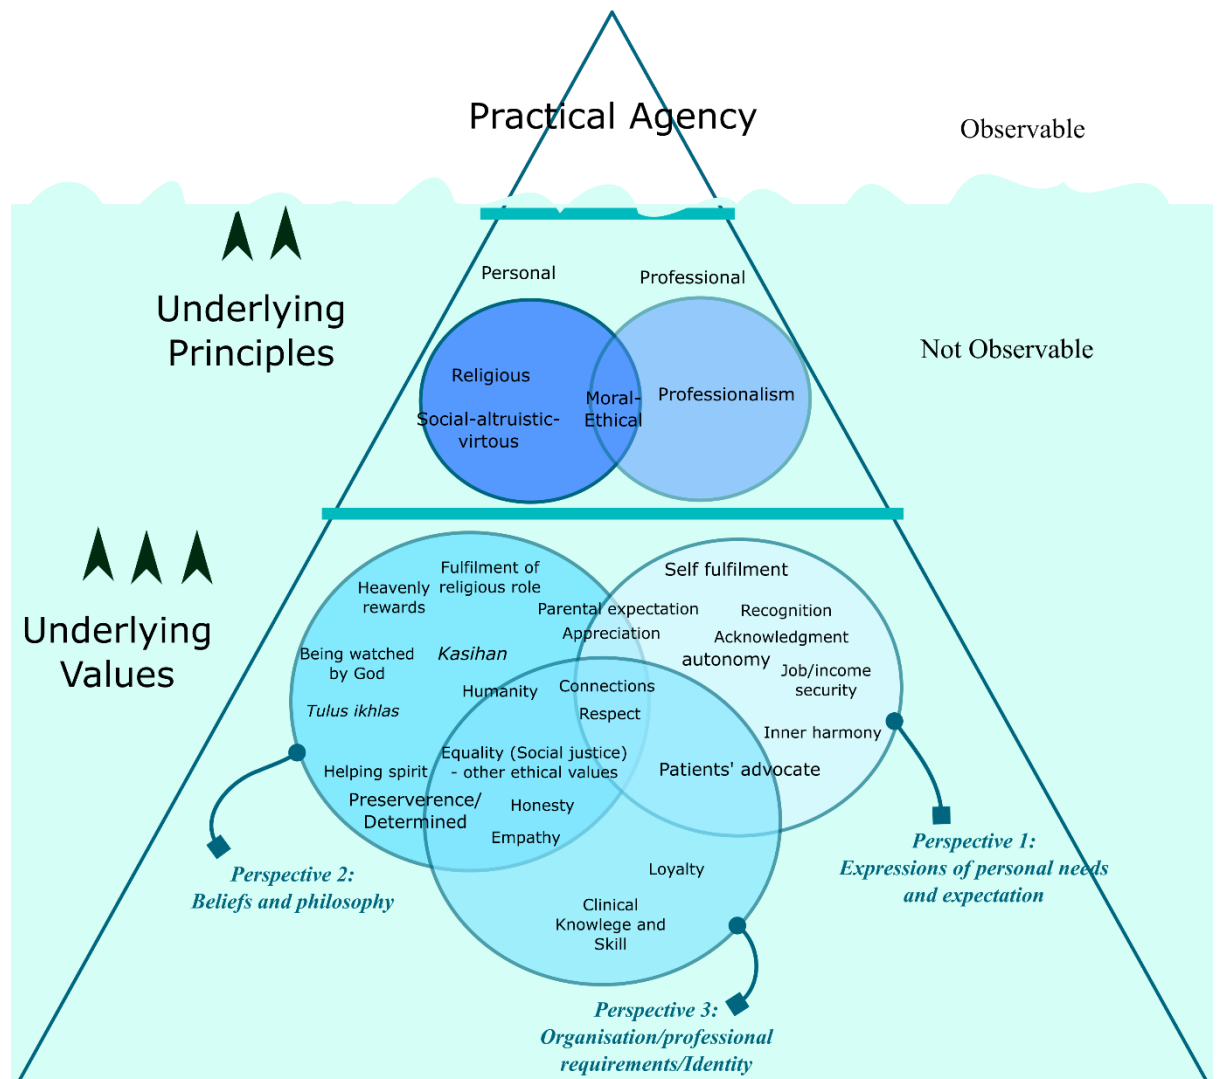 Practical Agency
Observable
Underlying
Principles
Personal
Professional
Not Observable
Religious
Social-altruistic-
virtous
Moral-
Ethical
Professionalism
Underlying
Values
Fulfilment of
religious role
Heavenly
rewards
Being watched
by God
Kasihan
Tulus ikhlas
Humanity
Helping spirit
Preserverence/
Determined
Parental expectation
Appreciation
Connections
Respect
Equality (Social justice)
- other ethical values
Honesty
Empathy
Self fulfilment
Recognition
Acknowledgment
autonomy
Job/income
security
Inner harmony
Patients' advocate
Loyalty
Clinical
Knowlege and
Skill
Perspective 2:
Beliefs and philosophy
Perspective 1:
Expressions of personal needs
and expectation
Perspective 3:
Organisation/professional
requirements/Identity